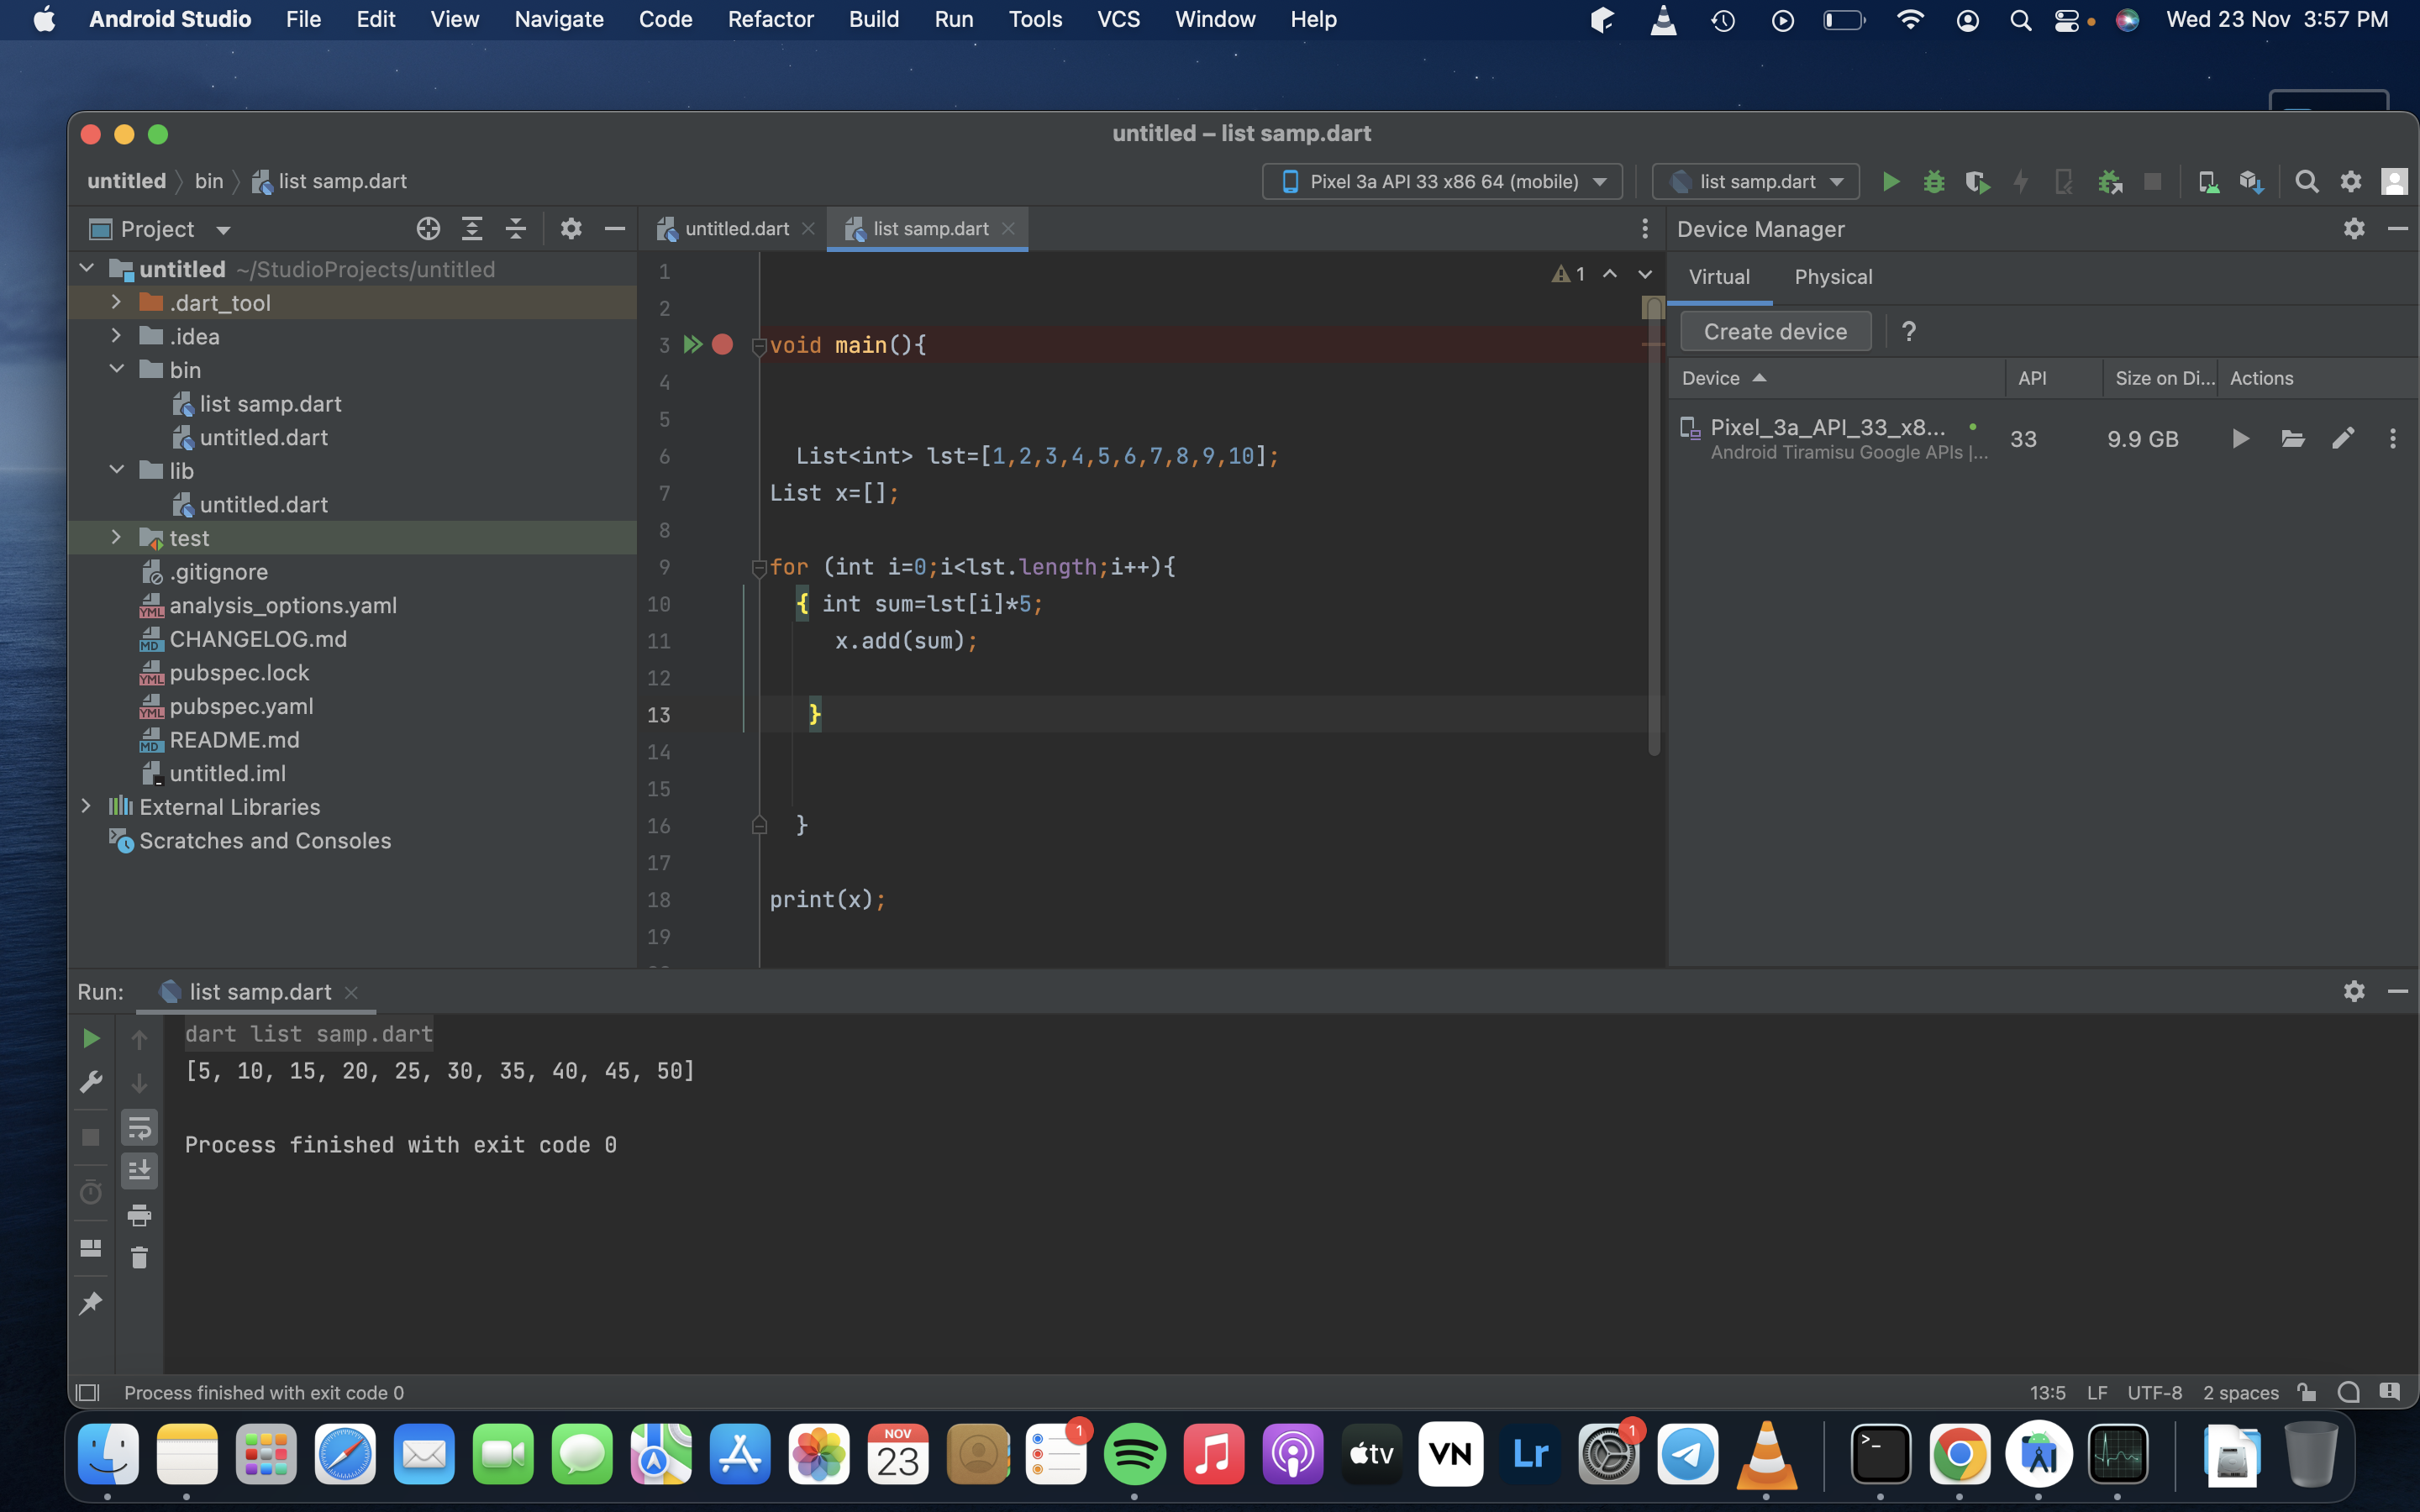 Android Studio File Edit View Navigate Code Refactor Build Run Tools VCS Window Help Wed 23 Nov 3:57 PM
untitled – list samp.dart
untitled bin list samp.dart Pixel 3a API 33 x86 64 (mobile) list samp.dart
Project untitled.dart list samp.dart Device Manager
untitled ~/StudioProjects/untitled
.dart_tool
.idea
bin
list samp.dart
untitled.dart
lib
untitled.dart
test
.gitignore
analysis_options.yaml
CHANGELOG.md
pubspec.lock
pubspec.yaml
README.md
untitled.iml
External Libraries
Scratches and Consoles
1
2
3 void main(){
4
5
6 List<int> lst=[1,2,3,4,5,6,7,8,9,10];
7 List x=[];
8
9 for (int i=0;i<lst.length;i++){
10 { int sum=lst[i]*5;
11 x.add(sum);
12
13 }
14
15
16 }
17
18 print(x);
19
1
Virtual Physical
Create device ?
Device API Size on Di... Actions
Pixel_3a_API_33_x8... 33 9.9 GB
Android Tiramisu Google APIs |...
Run: list samp.dart
dart list samp.dart
[5, 10, 15, 20, 25, 30, 35, 40, 45, 50]
Process finished with exit code 0
Process finished with exit code 0 13:5 LF UTF-8 2 spaces
NOV
23
1
tv
VN
Lr
1